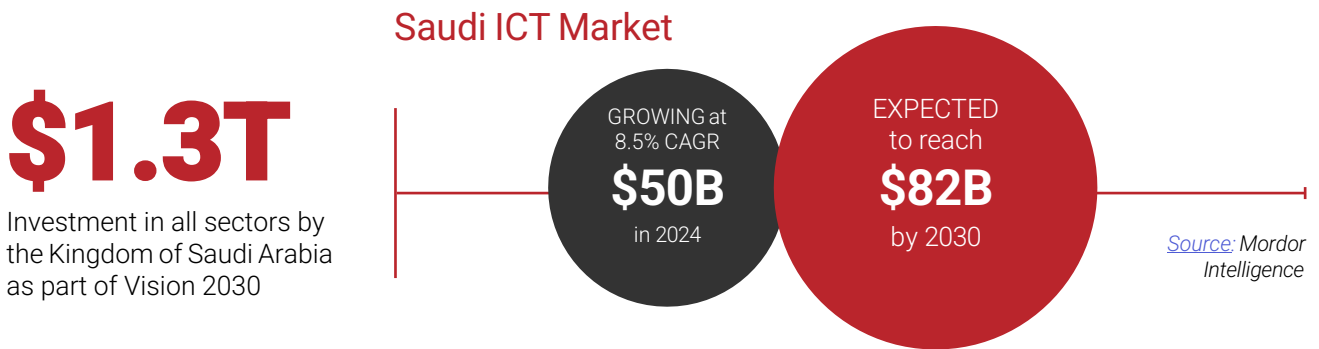 $1.3T
Investment in all sectors by
the Kingdom of Saudi Arabia
as part of Vision 2030
Saudi ICT Market
GROWING at
8.5% CAGR
$50B
in 2024
EXPECTED
to reach
$82B
by 2030
Source: Mordor
Intelligence